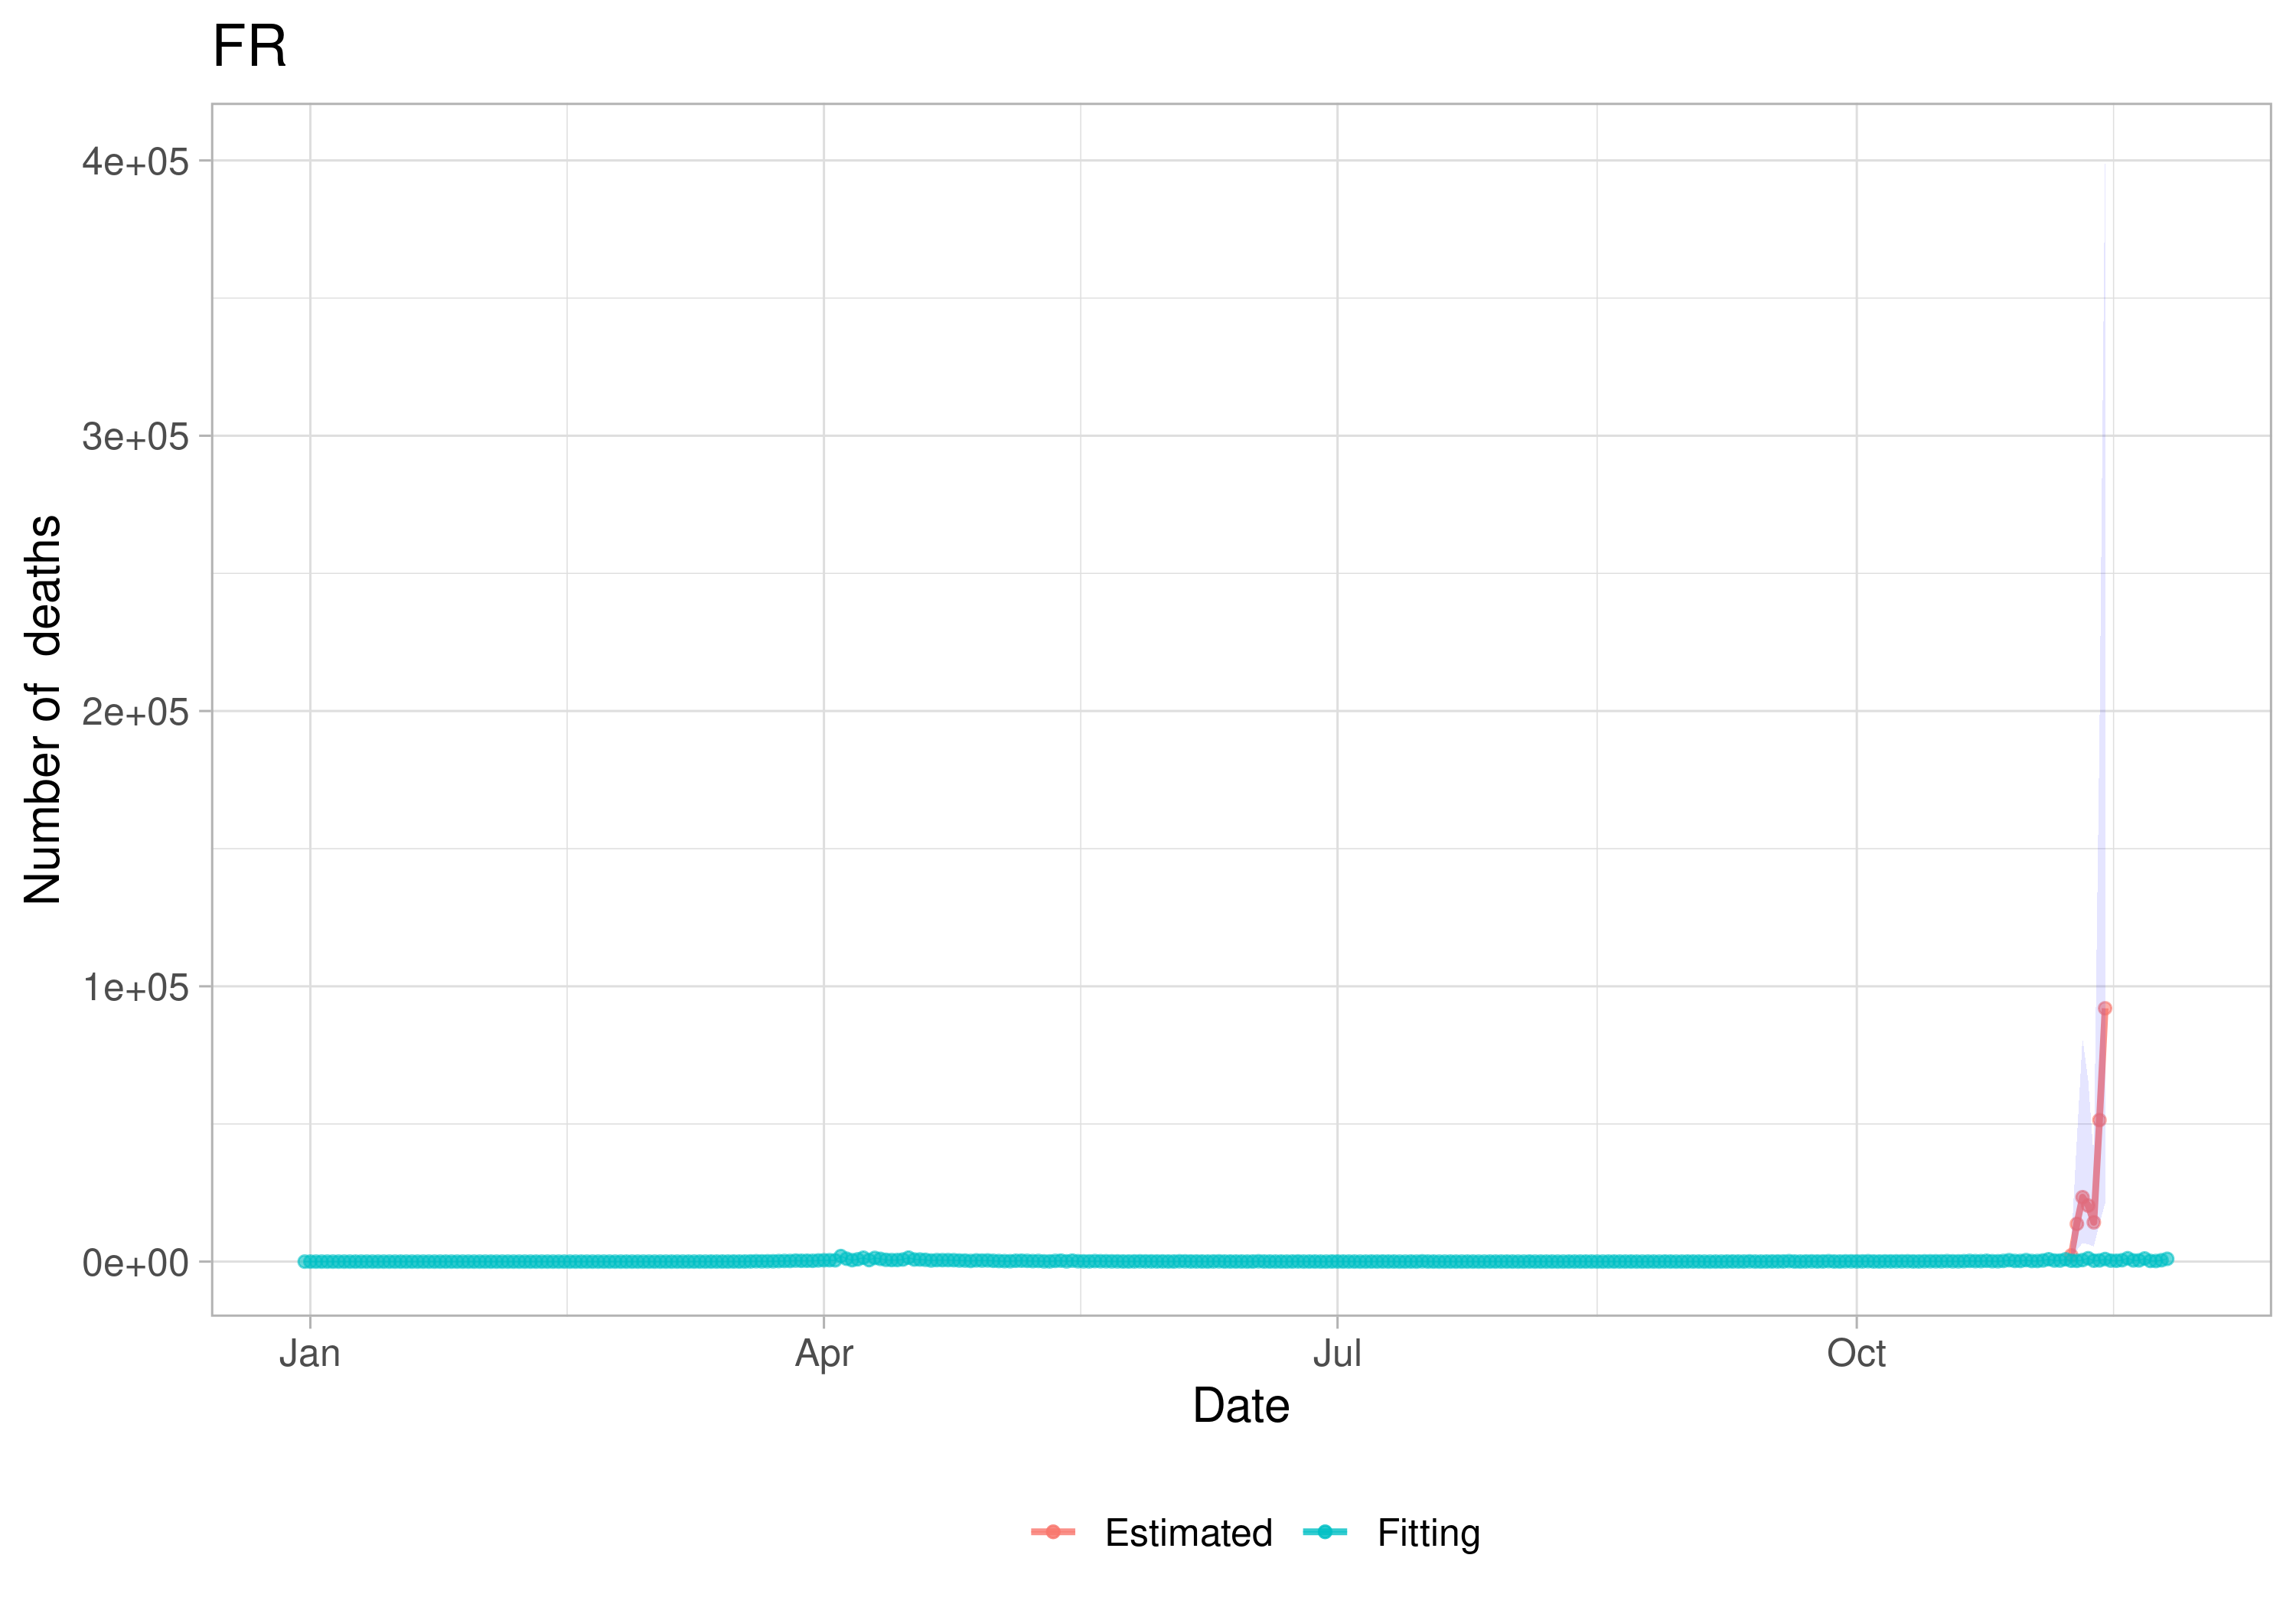 FR
4e+05
3e+05
2e+05
1e+05
0e+00
Number of  deaths
Jan
Apr
Jul
Oct
Date
Estimated
Fitting